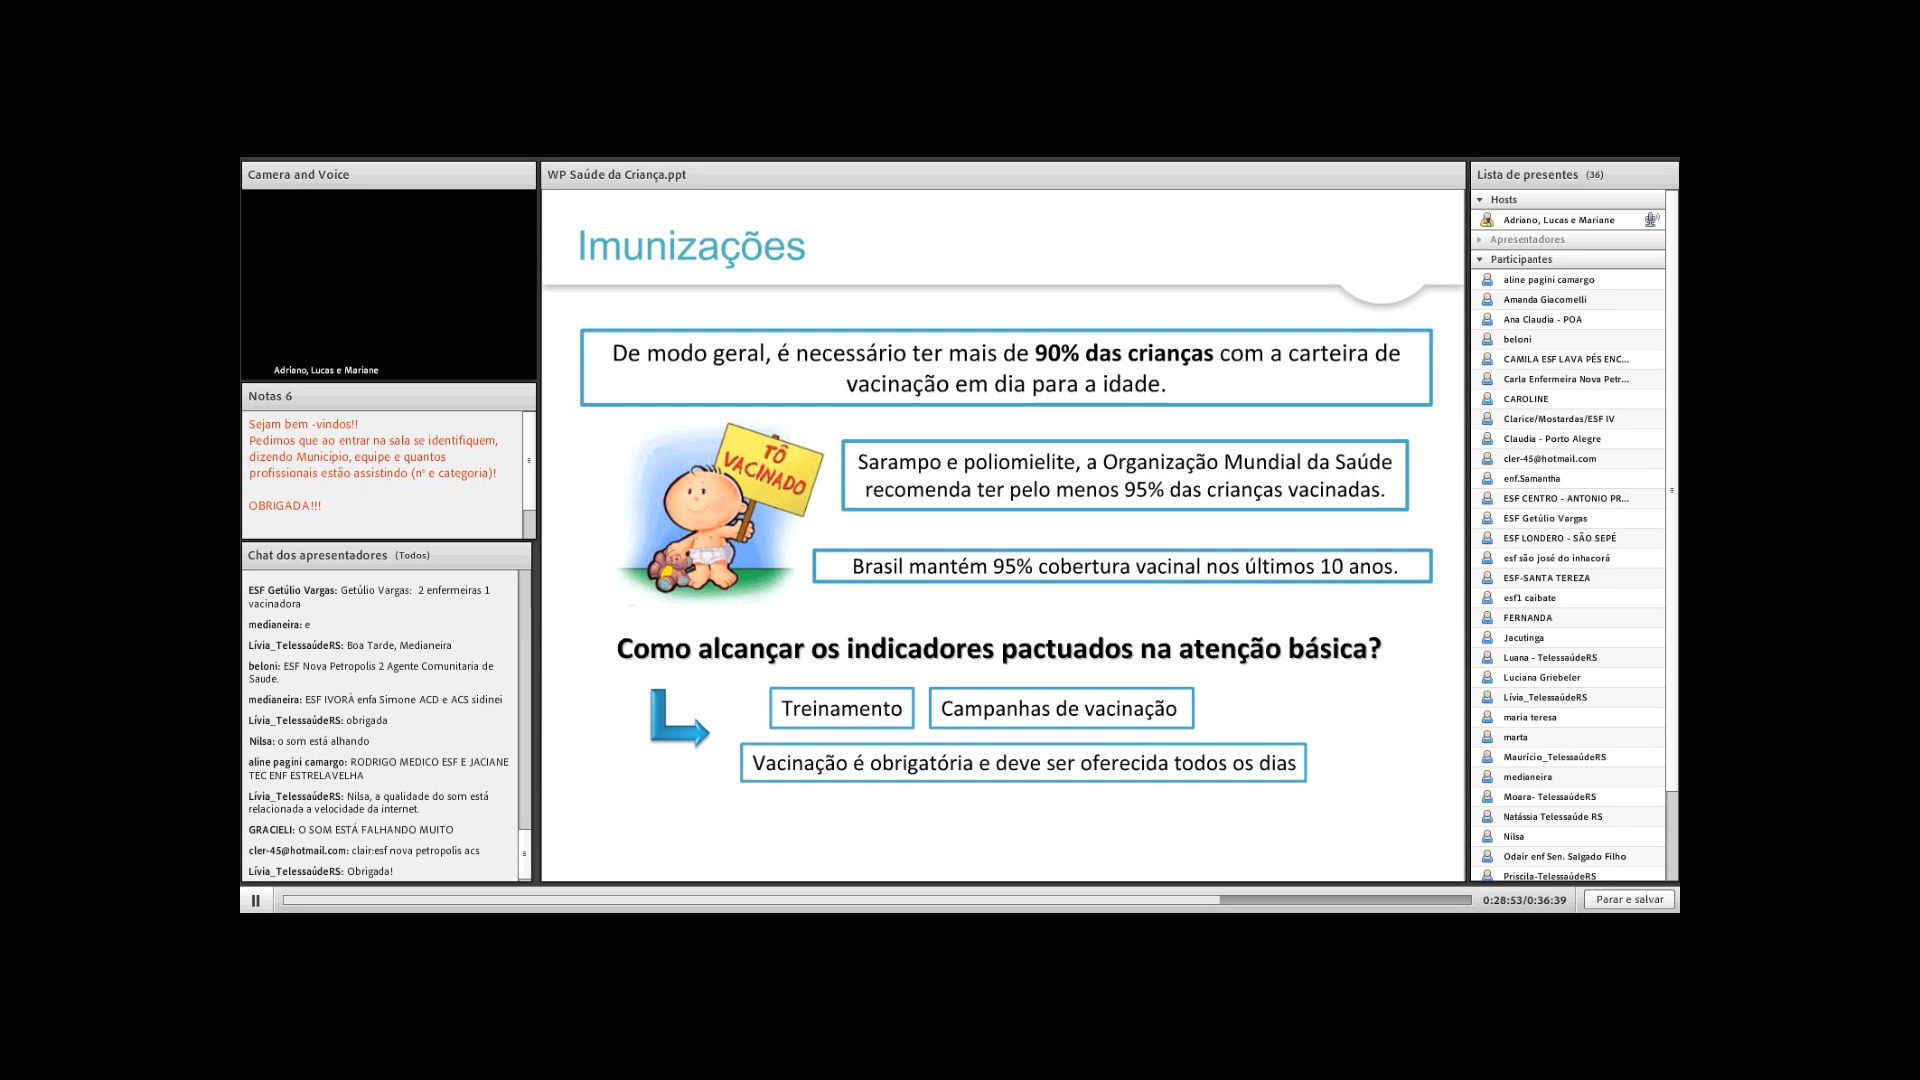 Camera and Voice
Adriano, Lucas e Mariane
Notas 6
Sejam bem -vindos!!
Pedimos que ao entrar na sala se identifiquem,
dizendo Município, equipe e quantos
profissionais estão assistindo (nº e categoria)!
OBRIGADA!!!
Chat dos apresentadores (Todos)
ESF Getúlio Vargas: Getúlio Vargas: 2 enfermeiras 1
vacinadora
medianeira: e
Lívia_TelessaúdeRS: Boa Tarde, Medianeira
beloni: ESF Nova Petropolis 2 Agente Comunitaria de
Saude.
medianeira: ESF IVORÁ enfa Simone ACD e ACS sidinei
Lívia_TelessaúdeRS: obrigada
Nilsa: o som está alhando
aline pagini camargo: RODRIGO MEDICO ESF E JACIANE
TEC ENF ESTRELAVELHA
Lívia_TelessaúdeRS: Nilsa, a qualidade do som está
relacionada a velocidade da internet.
GRACIELI: O SOM ESTÁ FALHANDO MUITO
cler-45@hotmail.com: clair:esf nova petropolis acs
Lívia_TelessaúdeRS: Obrigada!
WP Saúde da Criança.ppt
Imunizações
De modo geral, é necessário ter mais de 90% das crianças com a carteira de
vacinação em dia para a idade.
TÔ
VACINADO
Sarampo e poliomielite, a Organização Mundial da Saúde
recomenda ter pelo menos 95% das crianças vacinadas.
Brasil mantém 95% cobertura vacinal nos últimos 10 anos.
Como alcançar os indicadores pactuados na atenção básica?
Treinamento
Campanhas de vacinação
Vacinação é obrigatória e deve ser oferecida todos os dias
Lista de presentes (36)
Hosts
Adriano, Lucas e Mariane
Apresentadores
Participantes
aline pagini camargo
Amanda Giacomelli
Ana Claudia - POA
beloni
CAMILA ESF LAVA PÉS ENC...
Carla Enfermeira Nova Petr...
CAROLINE
Clarice/Mostardas/ESF IV
Claudia - Porto Alegre
cler-45@hotmail.com
enf.Samantha
ESF CENTRO - ANTONIO PR...
ESF Getúlio Vargas
ESF LONDERO - SÃO SEPÉ
esf são josé do inhacorá
ESF-SANTA TEREZA
esf1 caibate
FERNANDA
Jacutinga
Luana - TelessaúdeRS
Luciana Griebeler
Lívia_TelessaúdeRS
maria teresa
marta
Maurício_TelessaúdeRS
medianeira
Moara- TelessaúdeRS
Natássia Telessaúde RS
Nilsa
Odair enf Sen. Salgado Filho
Priscila-TelessaúdeRS
0:28:53/0:36:39
Parar e salvar